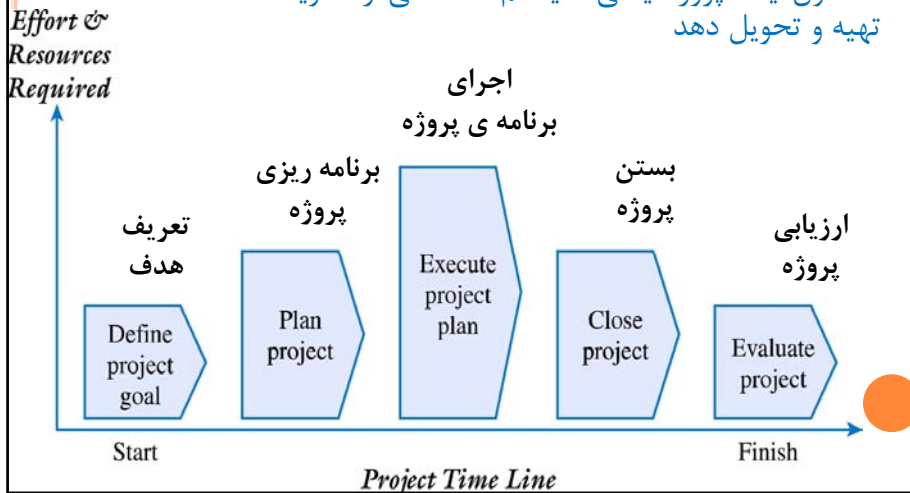 تهیه و تحویل دهد
Effort &
Resources
Required
اجرای
برنامه ی پروژه
برنامه ریزی
پروژه
بستن
پروژه
تعریف
هدف
ارزیابی
پروژه
Define
project
goal
Plan
project
Execute
project
plan
Close
project
Evaluate
project
Start
Finish
Project Time Line